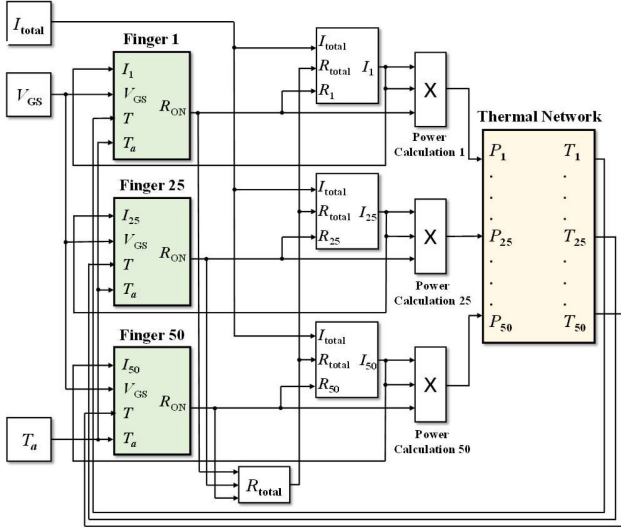 I_total
Finger 1
I_1
V_GS
T
T_a
R_ON
I_total
R_total
R_1
I_1
X
Power
Calculation 1
V_GS
Thermal Network
P_1
T_1
.
.
.
.
.
.
P_25
T_25
.
.
.
.
.
.
P_50
T_50
Finger 25
I_25
V_GS
T
T_a
R_ON
I_total
R_total
R_25
I_25
X
Power
Calculation 25
Finger 50
I_50
V_GS
T
T_a
R_ON
I_total
R_total
R_50
I_50
X
Power
Calculation 50
T_a
R_total